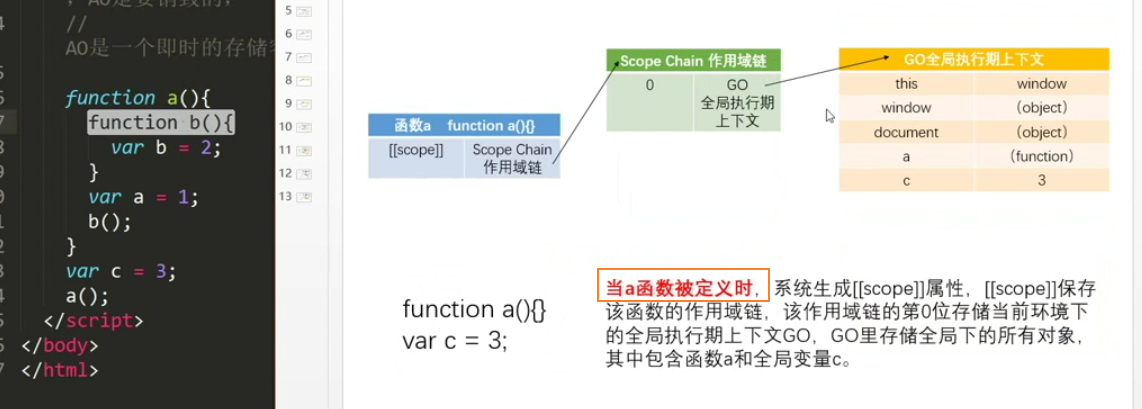 //
AO是一个即时的存储容
function a(){
function b(){
var b = 2;
}
var a = 1;
b();
}
var c = 3;
a();
</script>
</body>
</html>
5
6
7
8
9
10
11
12
13
函数a function a(){}
[[scope]]
Scope Chain
作用域链
Scope Chain 作用域链
0
GO
全局执行期
上下文
GO全局执行期上下文
this window
window （object）
document （object）
a （function）
c 3
function a(){}
var c = 3;
当a函数被定义时，系统生成[[scope]]属性，[[scope]]保存
该函数的作用域链，该作用域链的第0位存储当前环境下
的全局执行期上下文GO，GO里存储全局下的所有对象，
其中包含函数a和全局变量c。